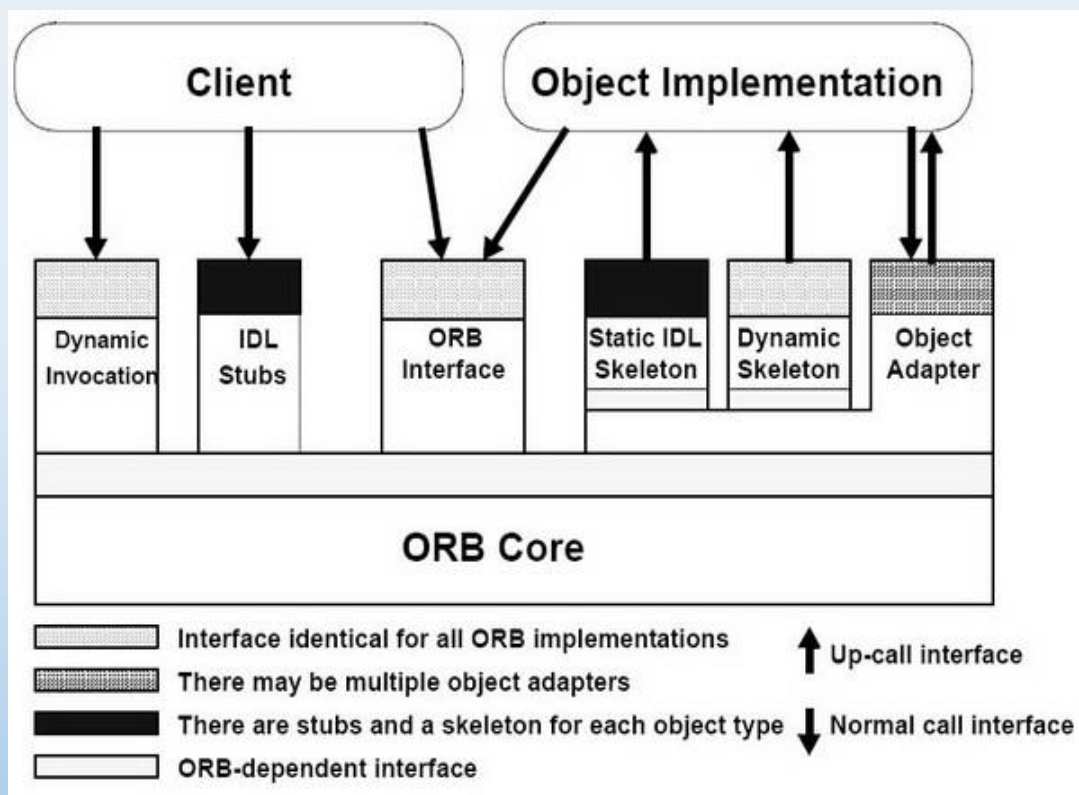 Client
Object Implementation
Dynamic
Invocation
IDL
Stubs
ORB
Interface
Static IDL
Skeleton
Dynamic
Skeleton
Object
Adapter
ORB Core
Interface identical for all ORB implementations
There may be multiple object adapters
There are stubs and a skeleton for each object type
ORB-dependent interface
Up-call interface
Normal call interface